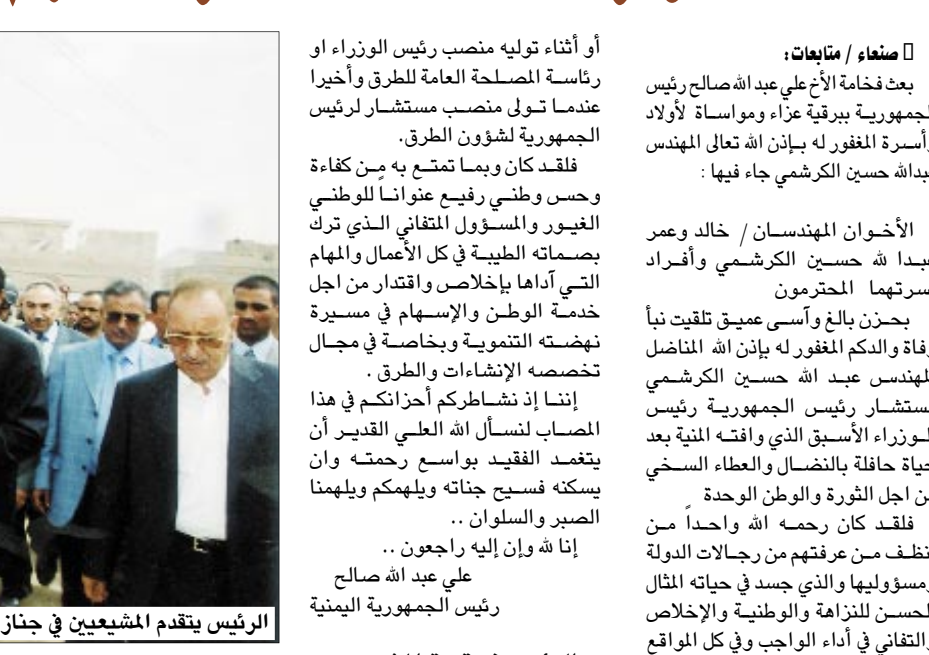 صنعاء / متابعات:
بعث فخامة الأخ علي عبد الله صالح رئيس
الجمهورية ببرقية عزاء ومواساة لأولاد
وأسرة المغفور له بإذن الله تعالى المهندس
عبدالله حسين الكرشمي جاء فيها :
الأخوان المهندسان / خالد وعمر
عبدا لله حسين الكرشمي وأفراد
سرتهما المحترمون
بحزن بالغ وآسى عميق تلقيت نبأ
وفاة والدكم المغفور له بإذن الله المناضل
المهندس عبد الله حسين الكرشمي
مستشار رئيس الجمهورية رئيس
الوزراء الأسبق الذي وافته المنية بعد
حياة حافلة بالنضال والعطاء السخي
من اجل الثورة والوطن الوحدة
فلقد كان رحمه الله واحداً من
نظف من عرفتهم من رجالات الدولة
ومسؤوليها والذي جسد في حياته المثال
الحسن للنزاهة والوطنية والإخلاص
والتفاني في أداء الواجب وفي كل المواقع
أو أثناء توليه منصب رئيس الوزراء او
رئاسة المصلحة العامة للطرق وأخيرا
عندما تولى منصب مستشار لرئيس
الجمهورية لشؤون الطرق.
فلقد كان وبما تمتع به من كفاءة
وحس وطني رفيع عنواناً للوطني
الغيور والمسؤول المتفاني الذي ترك
بصماته الطيبة في كل الأعمال والمهام
التي آداها بإخلاص واقتدار من اجل
خدمة الوطن والإسهام في مسيرة
نهضته التنموية وبخاصة في مجال
تخصصه الإنشاءات والطرق .
إننا إذ نشاطركم أحزانكم في هذا
المصاب لنسأل الله العلي القدير أن
يتغمد الفقيد بواسع رحمته وان
يسكنه فسيح جناته ويلهمكم ويلهمنا
الصبر والسلوان ..
إنا لله وإن إليه راجعون ..
علي عبد الله صالح
رئيس الجمهورية اليمنية
الرئيس يتقدم المشيعيين في جناز